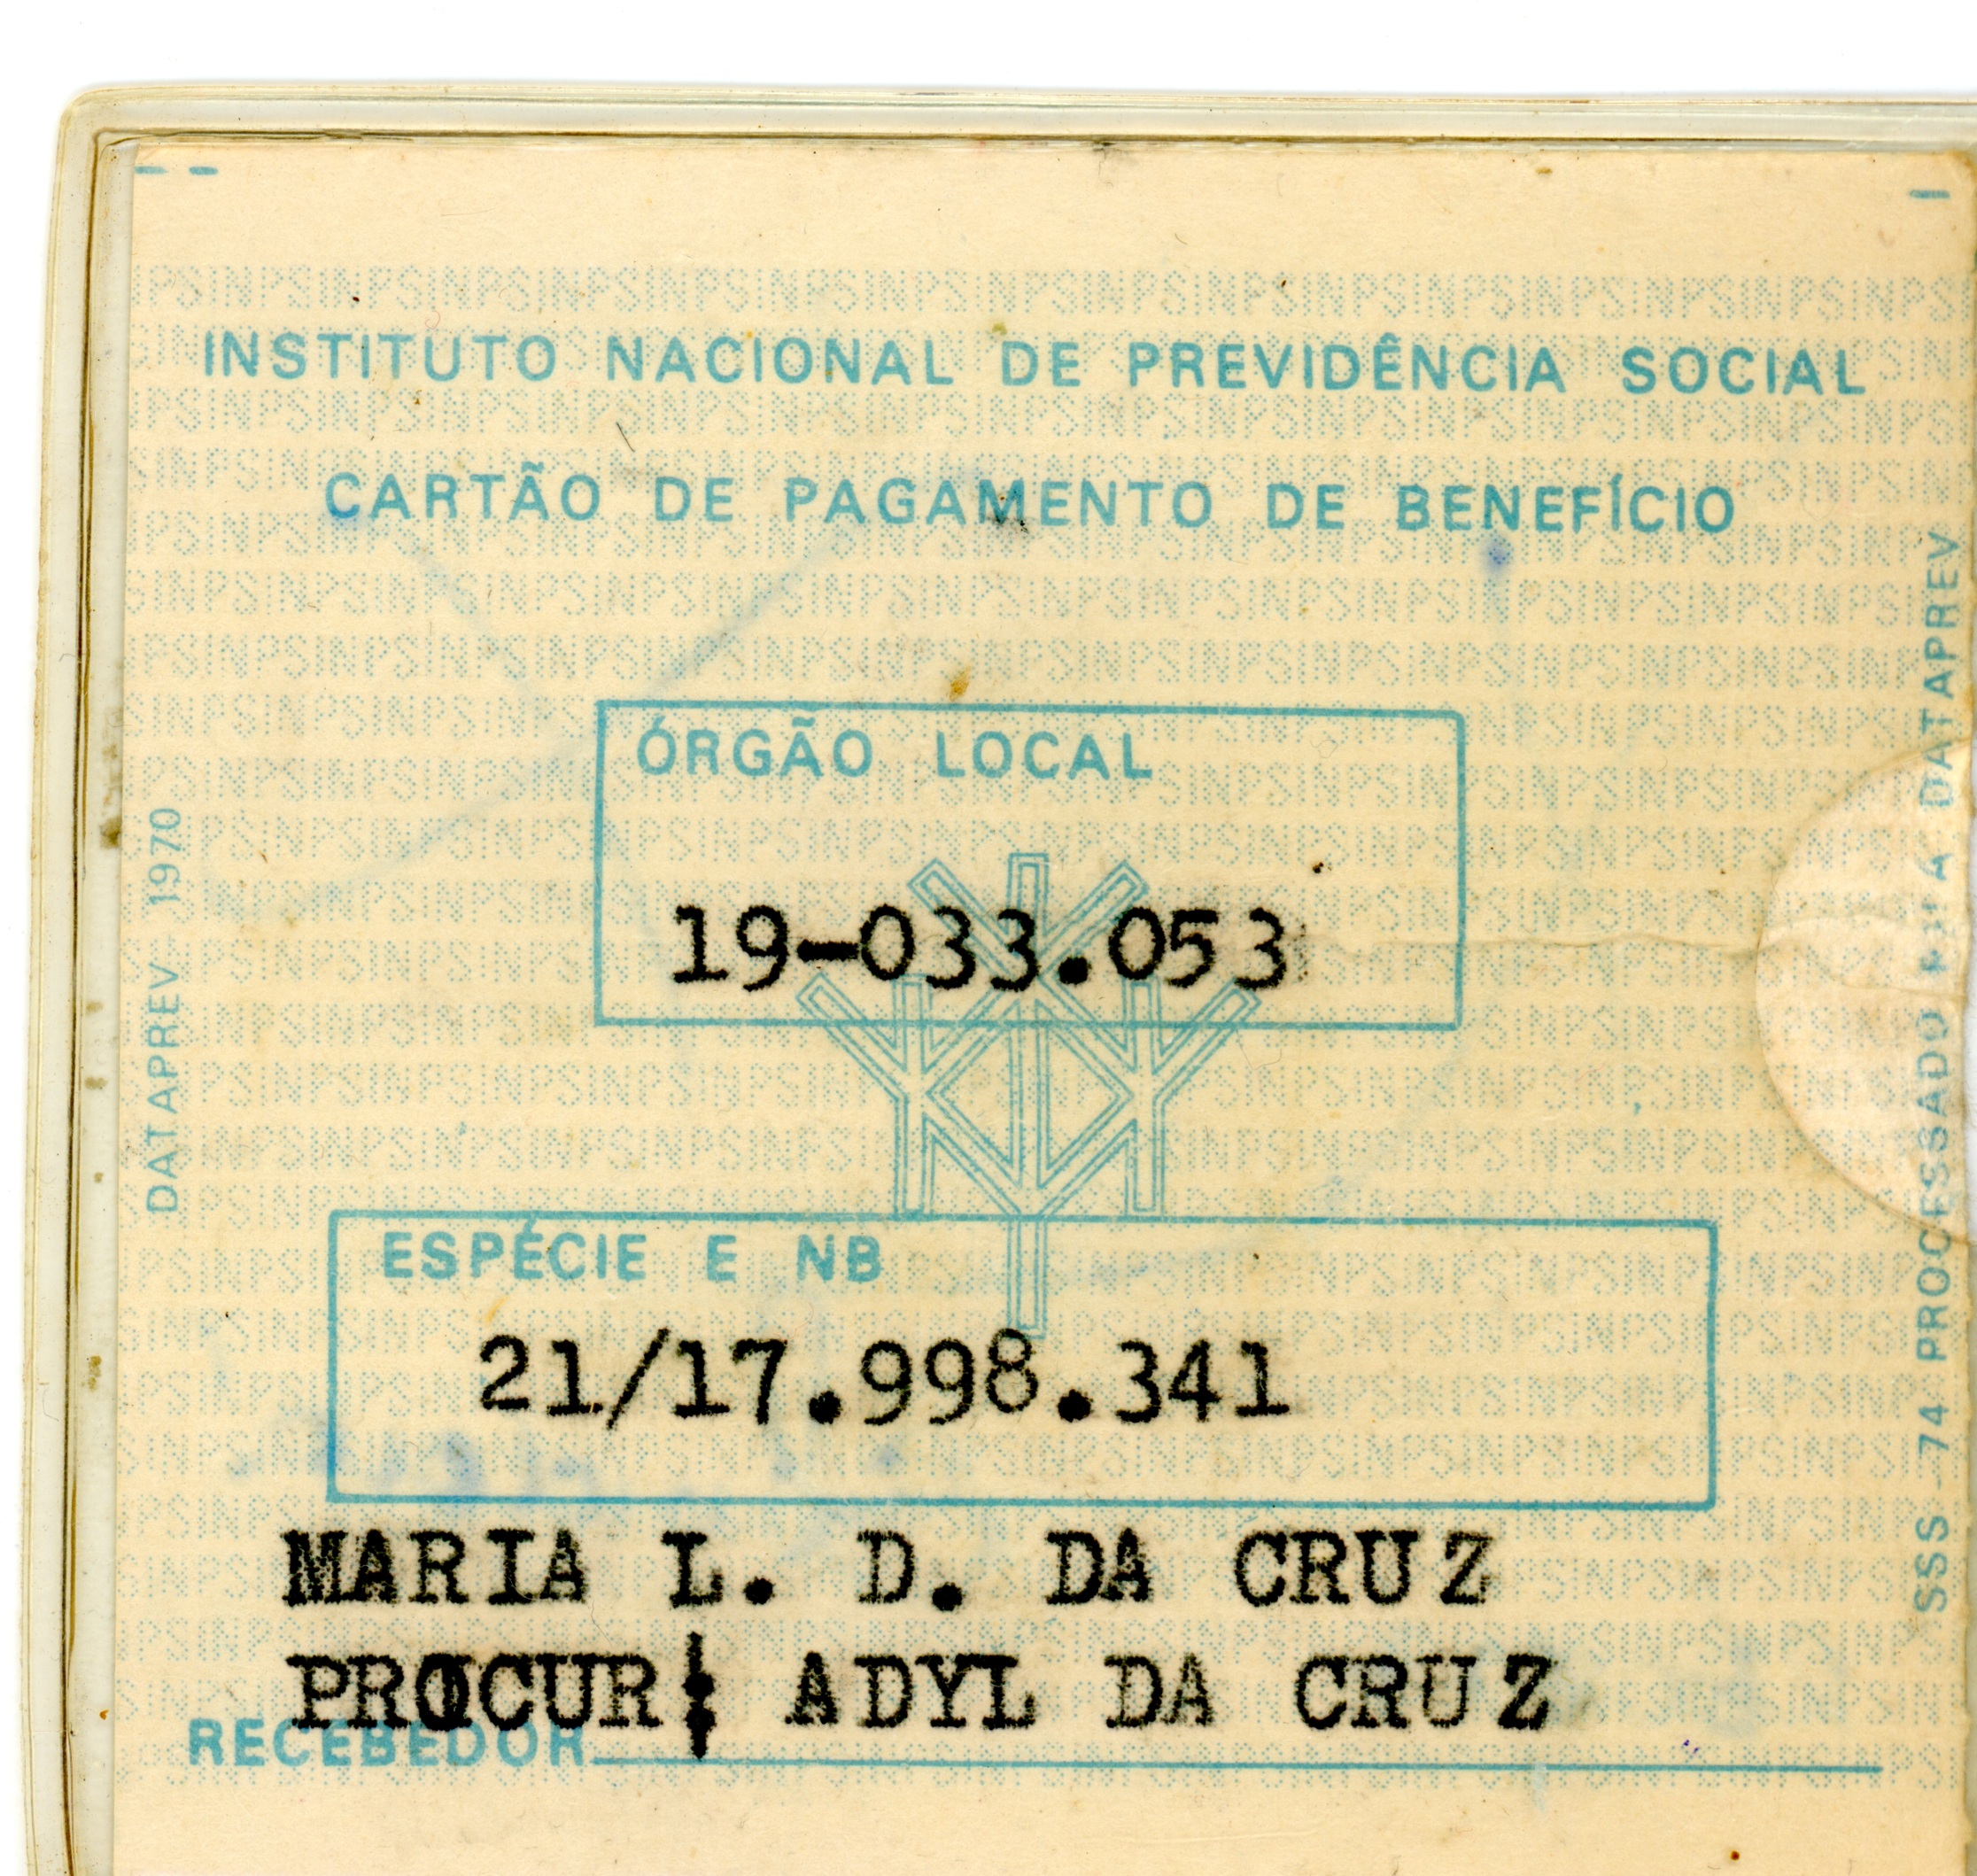 INSTITUTO NACIONAL DE PREVIDÊNCIA SOCIAL
CARTÃO DE PAGAMENTO DE BENEFÍCIO
ÓRGÃO LOCAL
19-033.053
ESPÉCIE E NB
21/17.998.341
MARIA L. D. DA CRUZ
PROCUR: ADYL DA CRUZ
RECEBEDOR
DATAPREV 1970
SSS-74 PROCESSADO PELA DATAPREV